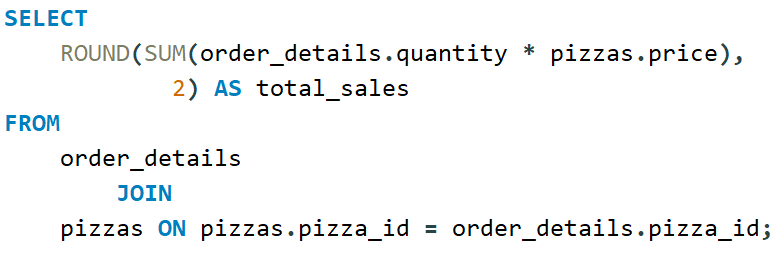 SELECT
ROUND(SUM(order_details.quantity * pizzas.price),
2) AS total_sales
FROM
order_details
JOIN
pizzas ON pizzas.pizza_id = order_details.pizza_id;